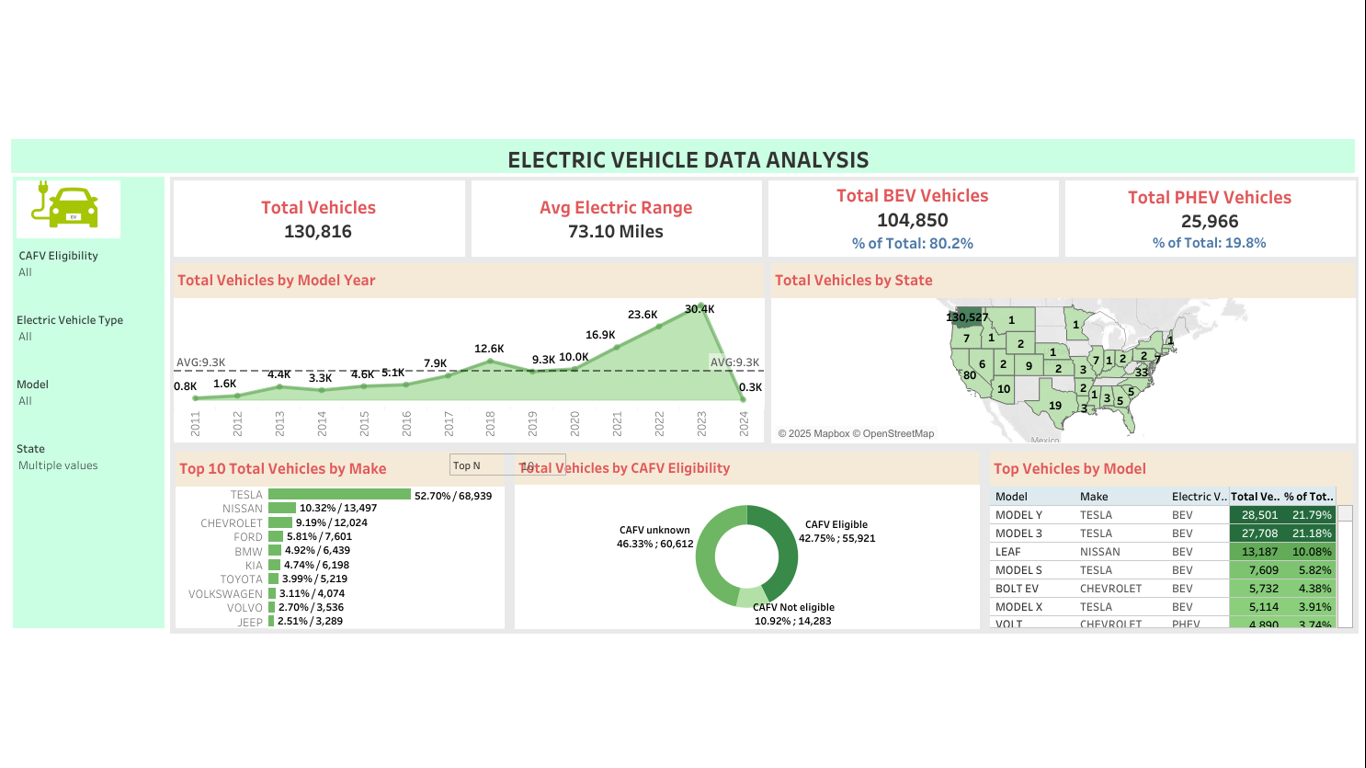 ELECTRIC VEHICLE DATA ANALYSIS
EV
CAFV Eligibility
All
Electric Vehicle Type
All
Model
All
State
Multiple values
Total Vehicles
130,816
Avg Electric Range
73.10 Miles
Total BEV Vehicles
104,850
% of Total: 80.2%
Total PHEV Vehicles
25,966
% of Total: 19.8%
Total Vehicles by Model Year
AVG:9.3K
AVG:9.3K
0.8K
1.6K
4.4K
3.3K
4.6K
5.1K
7.9K
12.6K
9.3K
10.0K
16.9K
23.6K
30.4K
0.3K
2011
2012
2013
2014
2015
2016
2017
2018
2019
2020
2021
2022
2023
2024
Total Vehicles by State
130,527
1
1
1
7
1
2
1
7
1
2
2
7
80
6
2
9
2
3
33
10
2
5
19
3
1
3
5
© 2025 Mapbox © OpenStreetMap
Mexico
Top 10 Total Vehicles by Make
Top N
10
TESLA 52.70% / 68,939
NISSAN 10.32% / 13,497
CHEVROLET 9.19% / 12,024
FORD 5.81% / 7,601
BMW 4.92% / 6,439
KIA 4.74% / 6,198
TOYOTA 3.99% / 5,219
VOLKSWAGEN 3.11% / 4,074
VOLVO 2.70% / 3,536
JEEP 2.51% / 3,289
Total Vehicles by CAFV Eligibility
CAFV unknown
46.33% ; 60,612
CAFV Eligible
42.75% ; 55,921
CAFV Not eligible
10.92% ; 14,283
Top Vehicles by Model
Model Make Electric V.. Total Ve.. % of Tot..
MODEL Y TESLA BEV 28,501 21.79%
MODEL 3 TESLA BEV 27,708 21.18%
LEAF NISSAN BEV 13,187 10.08%
MODEL S TESLA BEV 7,609 5.82%
BOLT EV CHEVROLET BEV 5,732 4.38%
MODEL X TESLA BEV 5,114 3.91%
VOLT CHEVROLET PHEV 4,890 3.74%